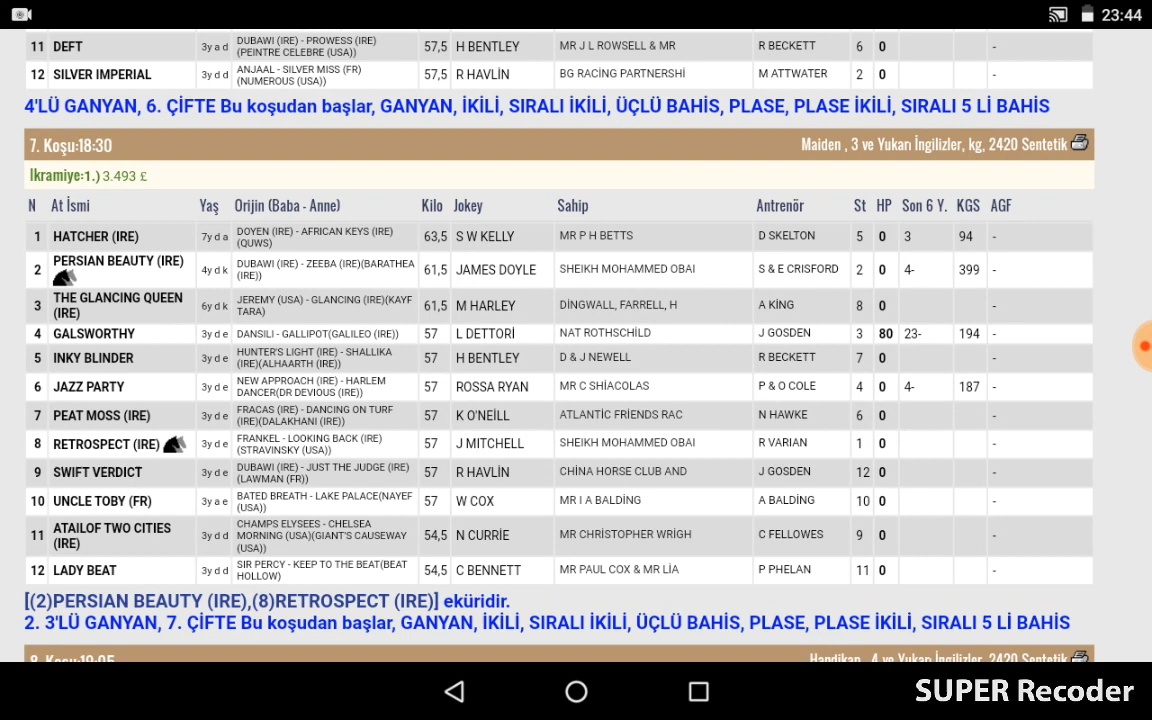 23:44
11 DEFT 3y a d DUBAWI (IRE) - PROWESS (IRE) (PEINTRE CELEBRE (USA)) 57,5 H BENTLEY MR J L ROWSELL & MR R BECKETT 6 0 -
12 SILVER IMPERIAL 3y d d ANJAAL - SILVER MISS (FR) (NUMEROUS (USA)) 57,5 R HAVLİN BG RACİNG PARTNERSHİ M ATTWATER 2 0 -
4'LÜ GANYAN, 6. ÇİFTE Bu koşudan başlar, GANYAN, İKİLİ, SIRALI İKİLİ, ÜÇLÜ BAHİS, PLASE, PLASE İKİLİ, SIRALI 5 Lİ BAHİS
7. Koşu:18:30 Maiden , 3 ve Yukarı İngilizler, kg, 2420 Sentetik
İkramiye:1.) 3.493 £
N At İsmi Yaş Orijin (Baba - Anne) Kilo Jokey Sahip Antrenör St HP Son 6 Y. KGS AGF
1 HATCHER (IRE) 7y d a DOYEN (IRE) - AFRICAN KEYS (IRE) (QUWS) 63,5 S W KELLY MR P H BETTS D SKELTON 5 0 3 94 -
2 PERSIAN BEAUTY (IRE) 4y d k DUBAWI (IRE) - ZEEBA (IRE)(BARATHEA (IRE)) 61,5 JAMES DOYLE SHEIKH MOHAMMED OBAI S & E CRISFORD 2 0 4- 399 -
3 THE GLANCING QUEEN (IRE) 6y d k JEREMY (USA) - GLANCING (IRE)(KAYF TARA) 61,5 M HARLEY DİNGWALL, FARRELL, H A KİNG 8 0 -
4 GALSWORTHY 3y d e DANSILI - GALLIPOT(GALILEO (IRE)) 57 L DETTORİ NAT ROTHSCHİLD J GOSDEN 3 80 23- 194 -
5 INKY BLINDER 3y d e HUNTER'S LIGHT (IRE) - SHALLIKA (IRE)(ALHAARTH (IRE)) 57 H BENTLEY D & J NEWELL R BECKETT 7 0 -
6 JAZZ PARTY 3y d e NEW APPROACH (IRE) - HARLEM DANCER(DR DEVIOUS (IRE)) 57 ROSSA RYAN MR C SHİACOLAS P & O COLE 4 0 4- 187 -
7 PEAT MOSS (IRE) 3y d e FRACAS (IRE) - DANCING ON TURF (IRE)(DALAKHANI (IRE)) 57 K O'NEİLL ATLANTİC FRİENDS RAC N HAWKE 6 0 -
8 RETROSPECT (IRE) 3y d e FRANKEL - LOOKING BACK (IRE) (STRAVINSKY (USA)) 57 J MITCHELL SHEIKH MOHAMMED OBAI R VARIAN 1 0 -
9 SWIFT VERDICT 3y d e DUBAWI (IRE) - JUST THE JUDGE (IRE) (LAWMAN (FR)) 57 R HAVLİN CHİNA HORSE CLUB AND J GOSDEN 12 0 -
10 UNCLE TOBY (FR) 3y a e BATED BREATH - LAKE PALACE(NAYEF (USA)) 57 W COX MR I A BALDİNG A BALDİNG 10 0 -
11 ATAILOF TWO CITIES (IRE) 3y d d CHAMPS ELYSEES - CHELSEA MORNING (USA)(GIANT'S CAUSEWAY (USA)) 54,5 N CURRİE MR CHRİSTOPHER WRİGH C FELLOWES 9 0 -
12 LADY BEAT 3y d d SIR PERCY - KEEP TO THE BEAT(BEAT HOLLOW) 54,5 C BENNETT MR PAUL COX & MR LİA P PHELAN 11 0 -
[(2)PERSIAN BEAUTY (IRE),(8)RETROSPECT (IRE)] eküridir.
2. 3'LÜ GANYAN, 7. ÇİFTE Bu koşudan başlar, GANYAN, İKİLİ, SIRALI İKİLİ, ÜÇLÜ BAHİS, PLASE, PLASE İKİLİ, SIRALI 5 Lİ BAHİS
8. Koşu:19:05 Handikap , 4 ve Yukarı İngilizler, 2420 Sentetik
SUPER Recoder